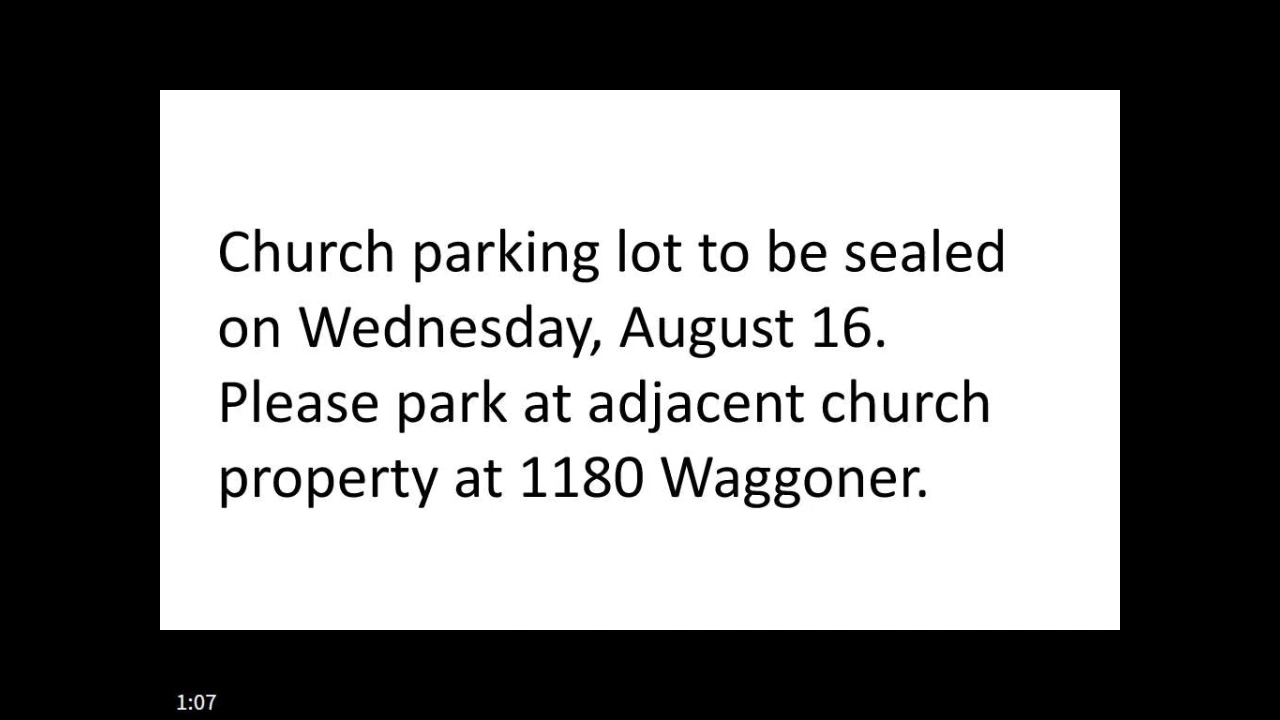 Church parking lot to be sealed
on Wednesday, August 16.
Please park at adjacent church
property at 1180 Waggoner.
1:07